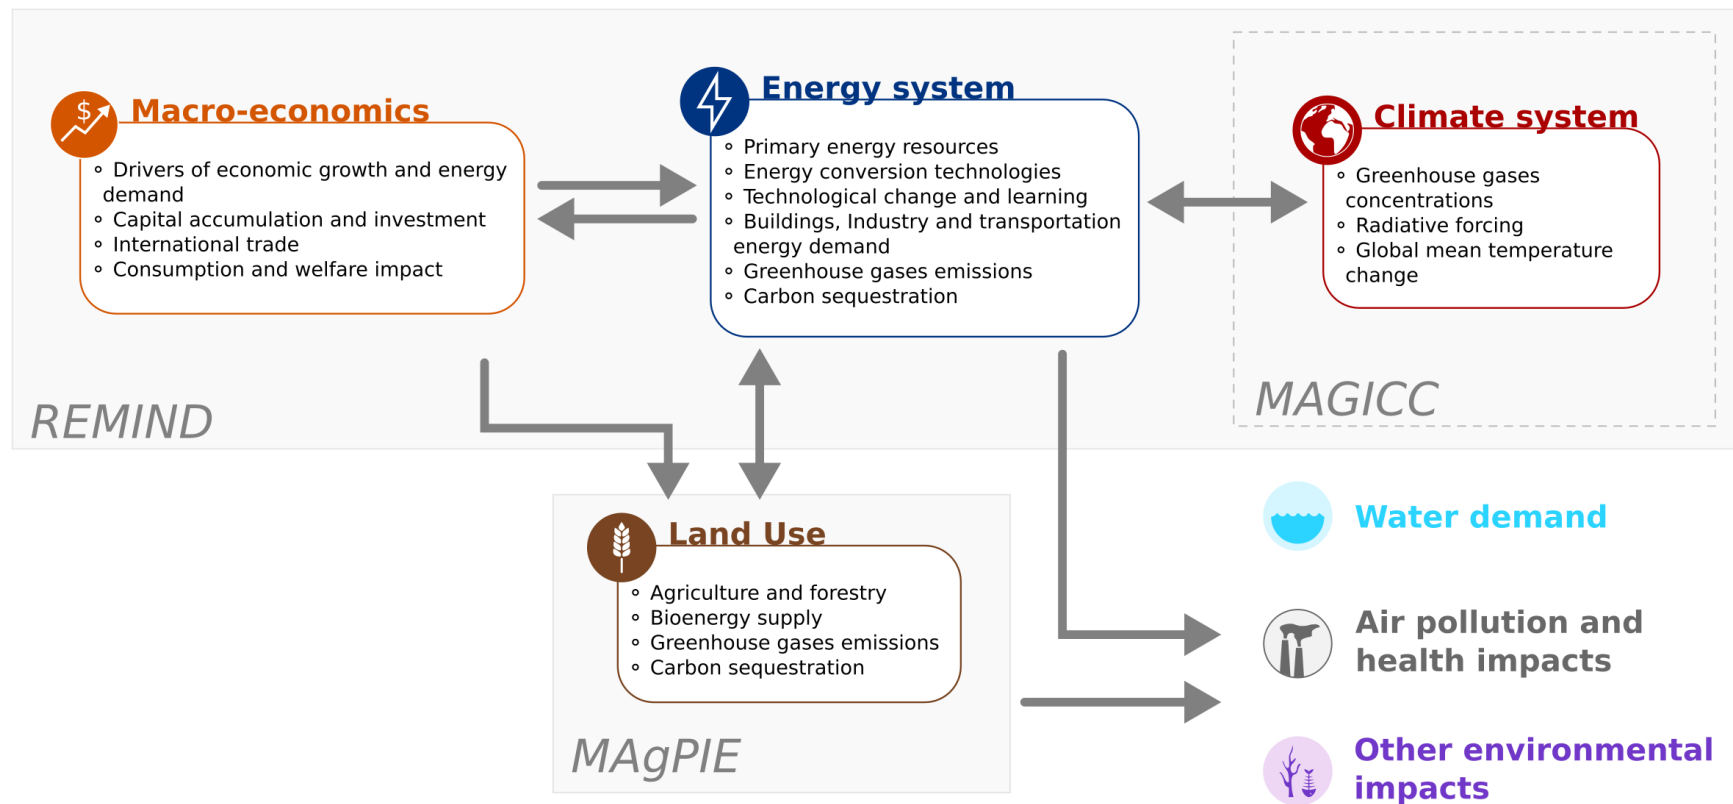 Macro-economics
$
∘ Drivers of economic growth and energy
demand
∘ Capital accumulation and investment
∘ International trade
∘ Consumption and welfare impact
Energy system
∘ Primary energy resources
∘ Energy conversion technologies
∘ Technological change and learning
∘ Buildings, Industry and transportation
energy demand
∘ Greenhouse gases emissions
∘ Carbon sequestration
Climate system
∘ Greenhouse gases
concentrations
∘ Radiative forcing
∘ Global mean temperature
change
REMIND
MAGICC
Land Use
∘ Agriculture and forestry
∘ Bioenergy supply
∘ Greenhouse gases emissions
∘ Carbon sequestration
MAgPIE
Water demand
Air pollution and
health impacts
Other environmental
impacts